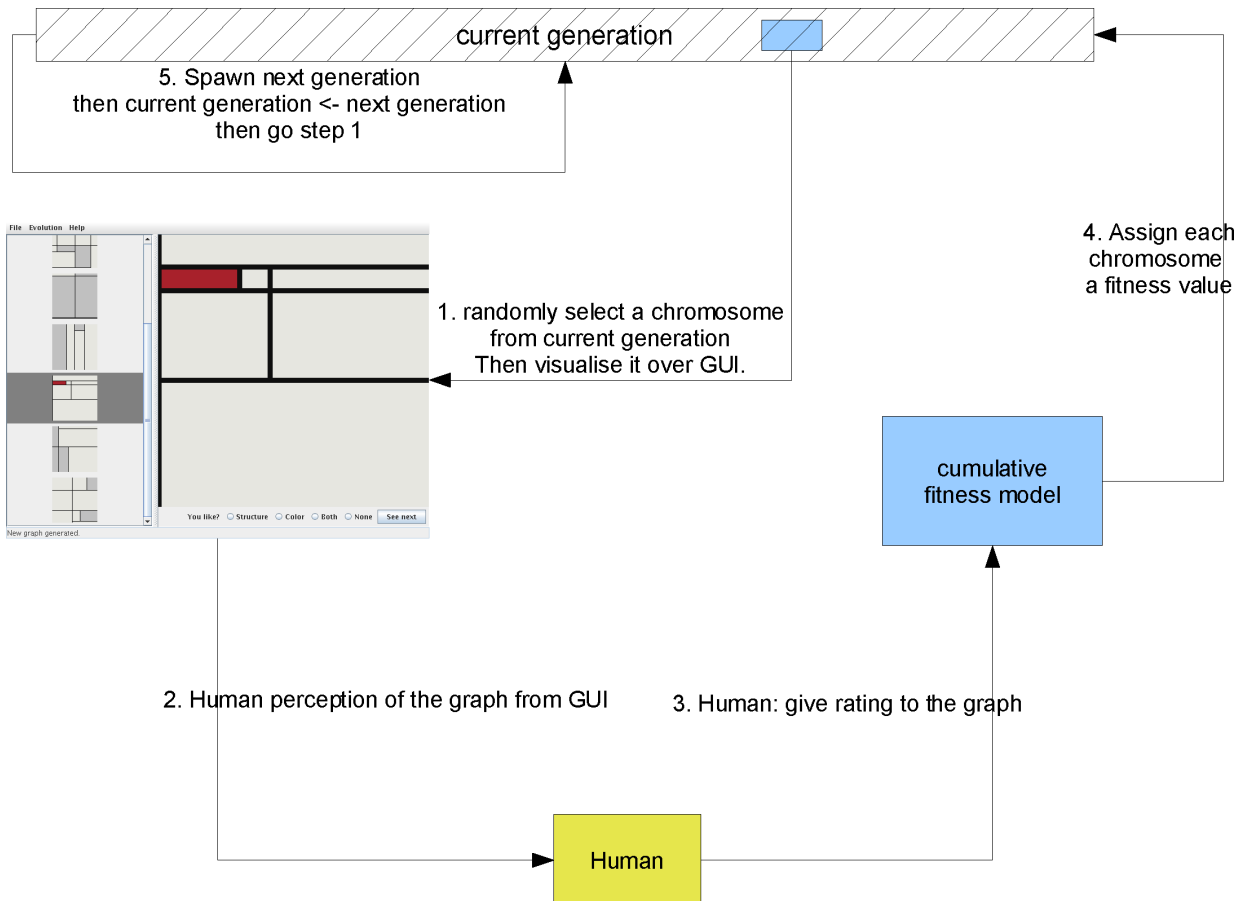 current generation
5. Spawn next generation
then current generation <- next generation
then go step 1
File Evolution Help
4. Assign each
chromosome
a fitness value
1. randomly select a chromosome
from current generation
Then visualise it over GUI.
cumulative
fitness model
You like? Structure Color Both None See next
New graph generated.
2. Human perception of the graph from GUI
3. Human: give rating to the graph
Human